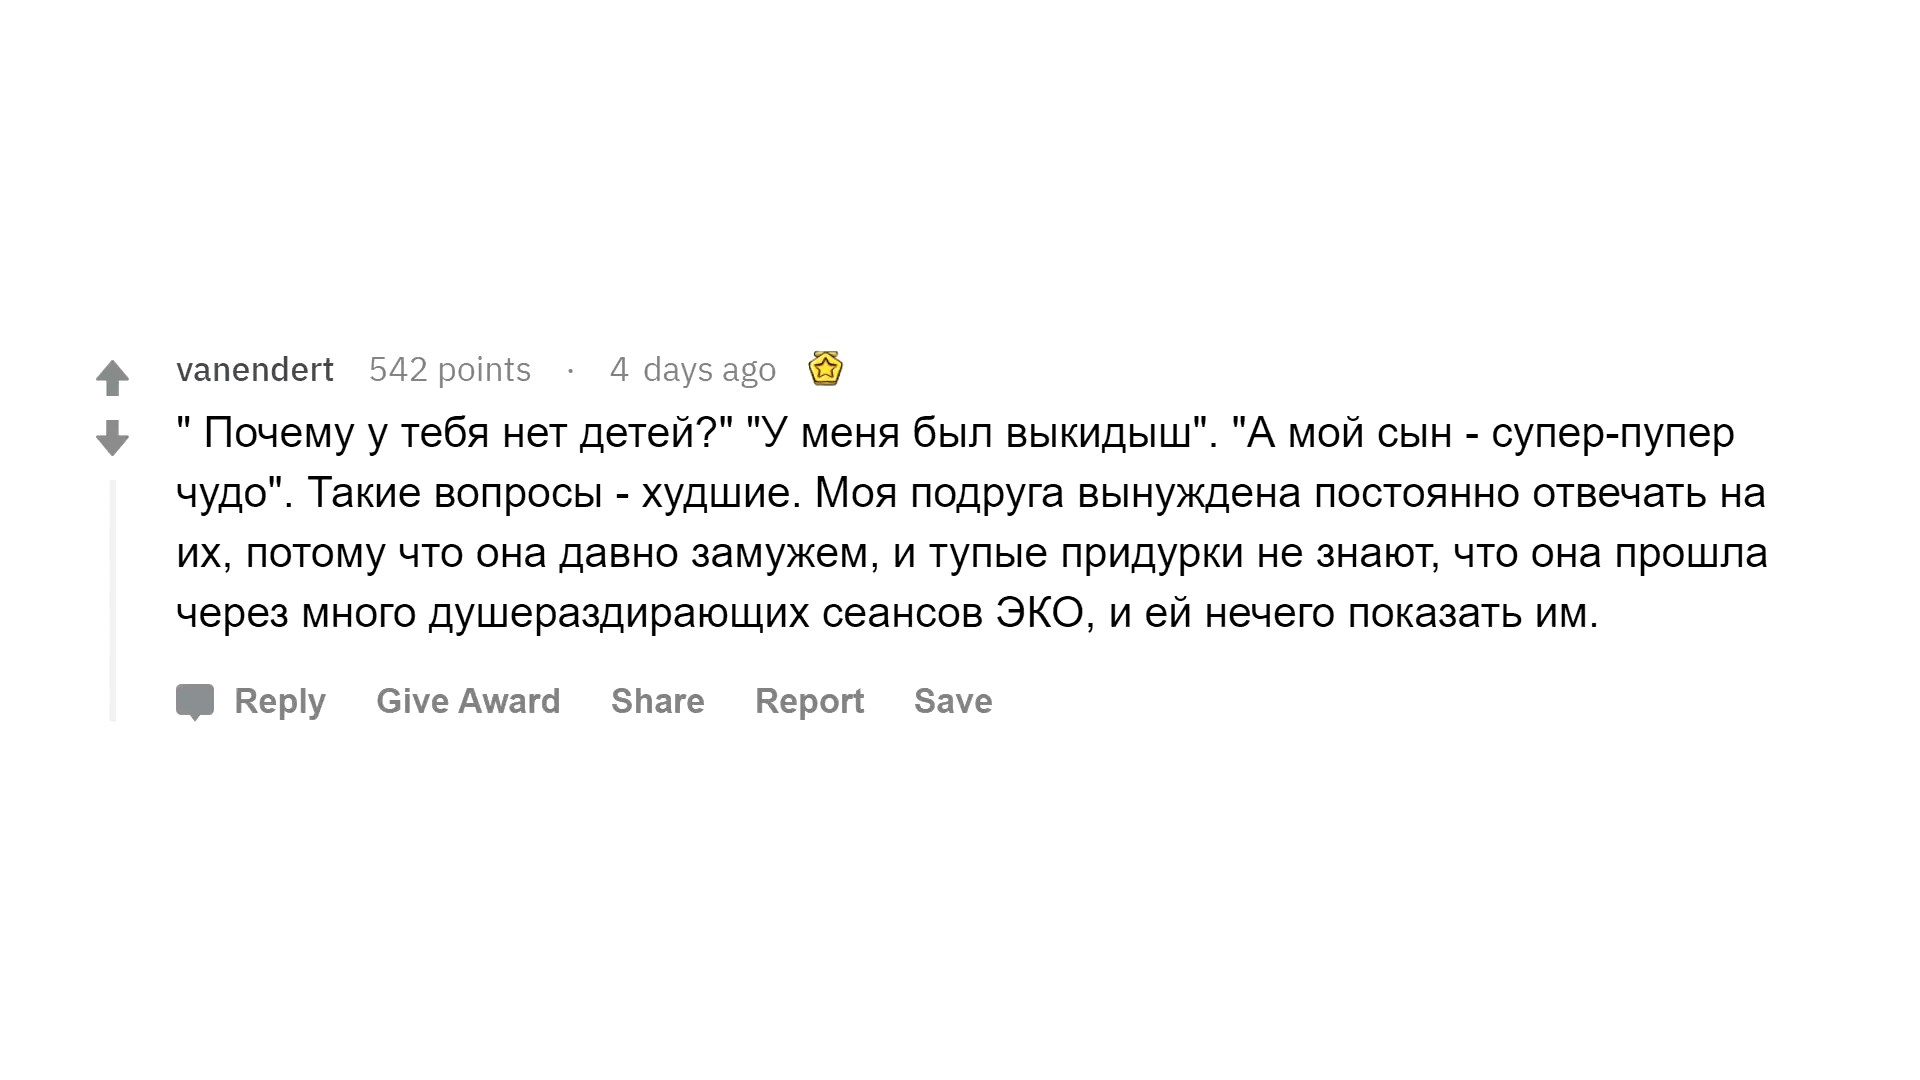 vanendert 542 points · 4 days ago
" Почему у тебя нет детей?" "У меня был выкидыш". "А мой сын - супер-пупер
чудо". Такие вопросы - худшие. Моя подруга вынуждена постоянно отвечать на
их, потому что она давно замужем, и тупые придурки не знают, что она прошла
через много душераздирающих сеансов ЭКО, и ей нечего показать им.
Reply Give Award Share Report Save